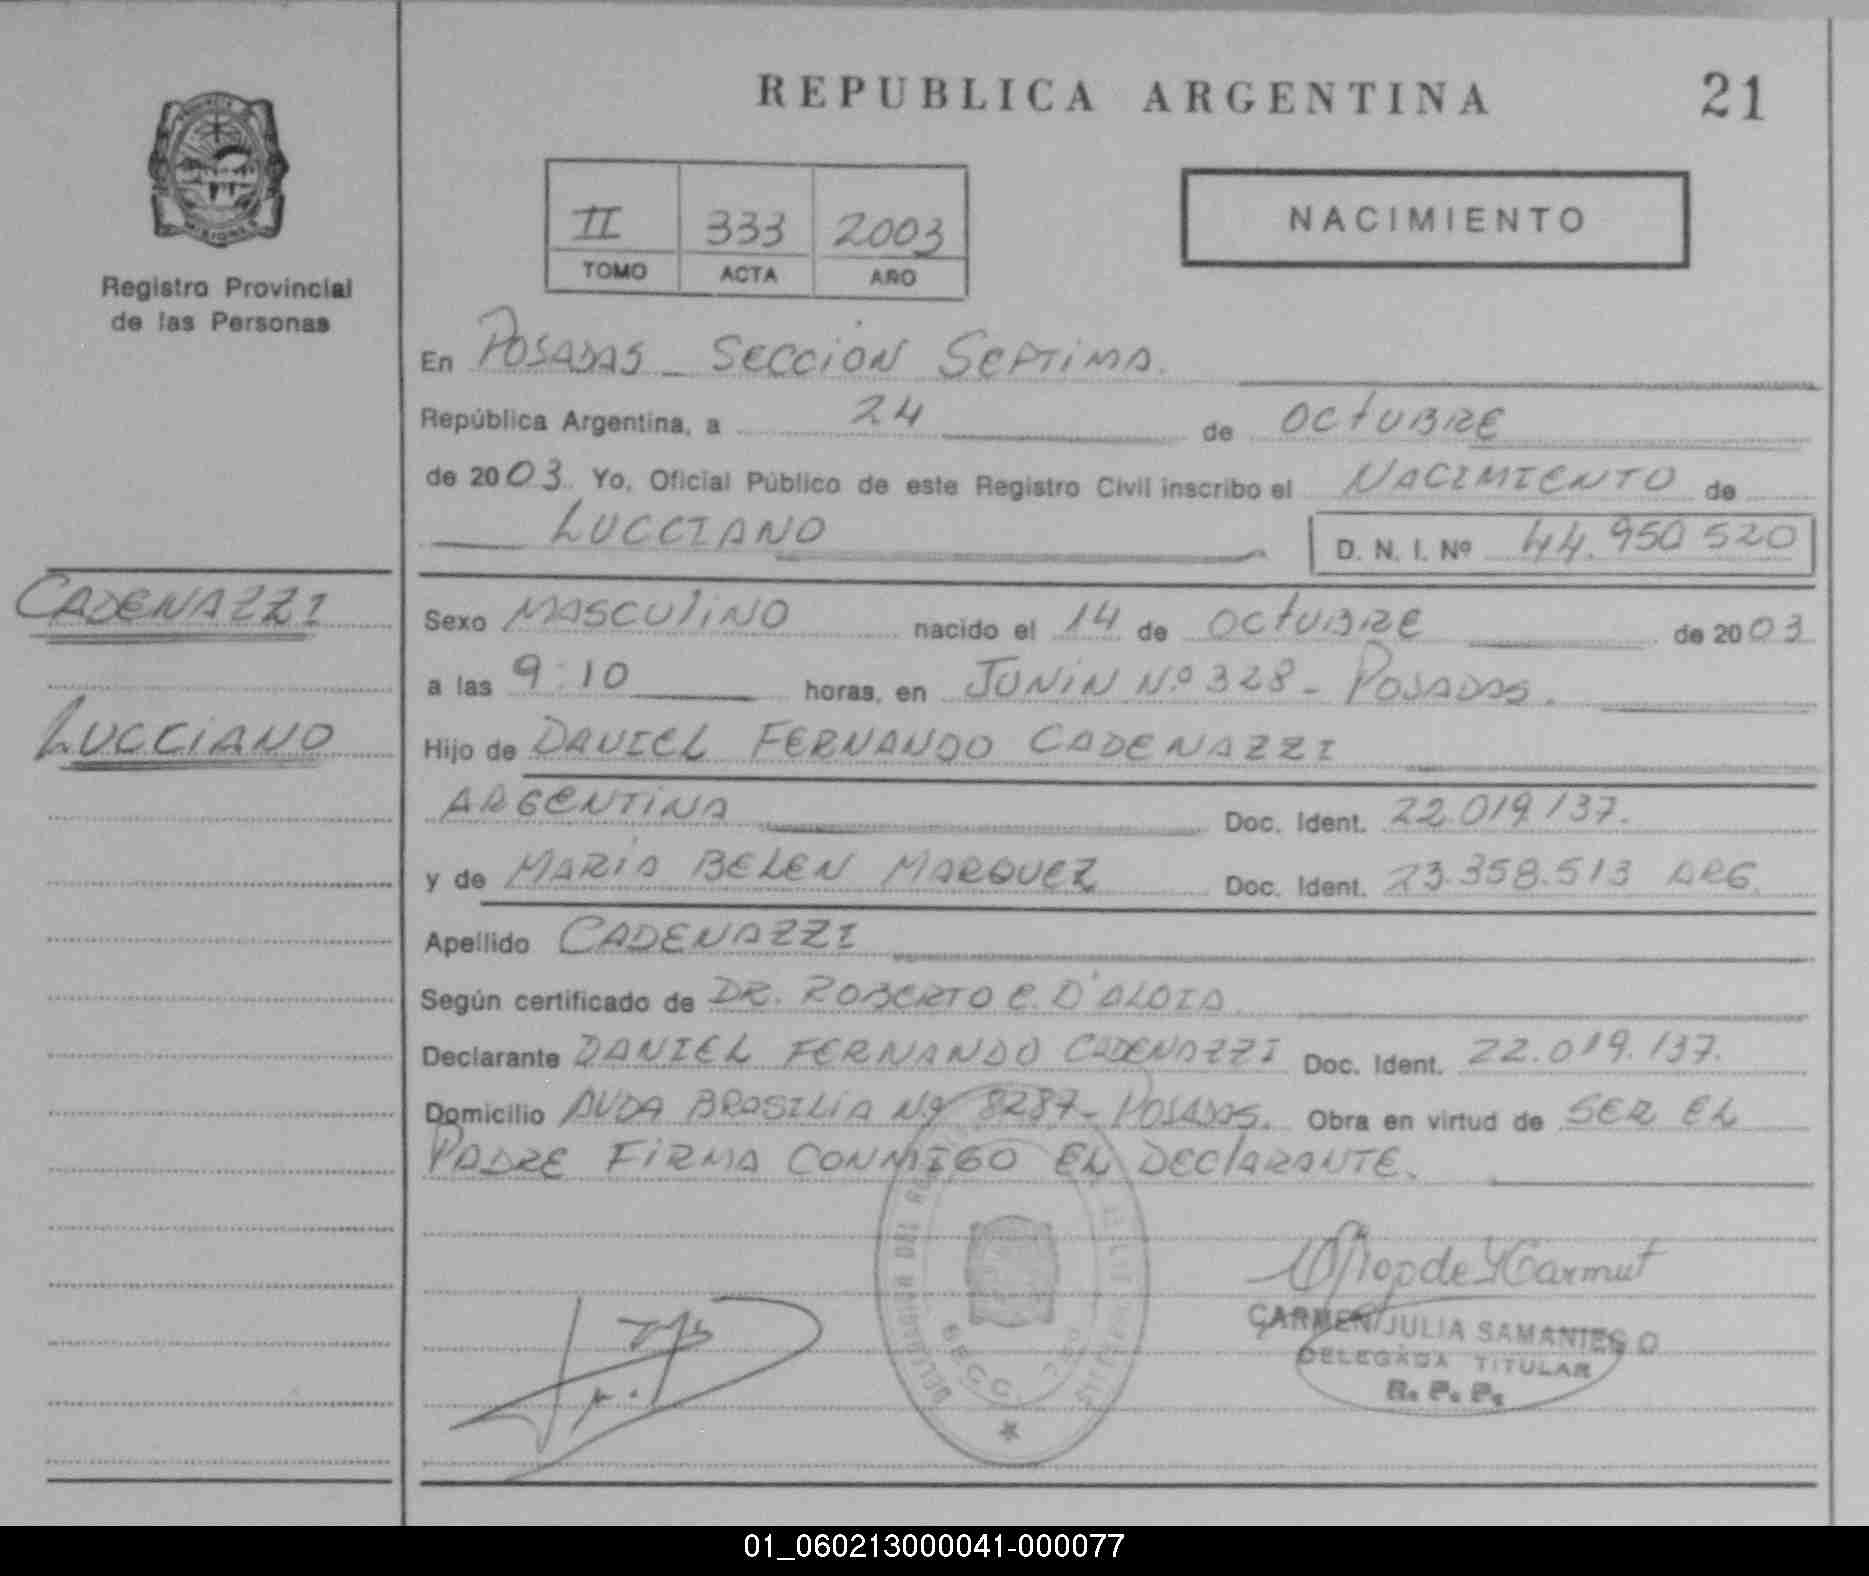 REPUBLICA ARGENTINA 21
II 333 2003
TOMO ACTA AÑO
NACIMIENTO
MISIONES
Registro Provincial
de las Personas
En POSADAS - SECCION SEPTIMA.
República Argentina, a 24 de OCTUBRE
de 2003. Yo, Oficial Público de este Registro Civil inscribo el NACIMIENTO de
LUCCIANO D. N. I. Nº 44.950 520
CADENAZZI
LUCCIANO
Sexo MASCULINO nacido el 14 de OCTUBRE de 2003
a las 9:10 horas, en JUNIN Nº 328 - POSADAS.
Hijo de DANIEL FERNANDO CADENAZZI
ARGENTINA Doc. Ident. 22.019.137.
y de MARIA BELEN MARQUEZ Doc. Ident. 23.358.513 ARG.
Apellido CADENAZZI
Según certificado de DR. ROBERTO C. D'ALOIA
Declarante DANIEL FERNANDO CADENAZZI Doc. Ident. 22.019.137.
Domicilio AVDA BRASILIA Nº 8287 - POSADAS. Obra en virtud de SER EL
PADRE FIRMA CONMIGO EL DECLARANTE.
CARMEN JULIA SAMANIEGO
DELEGADA TITULAR
R. P. P.
SECC. 7
01_060213000041-000077